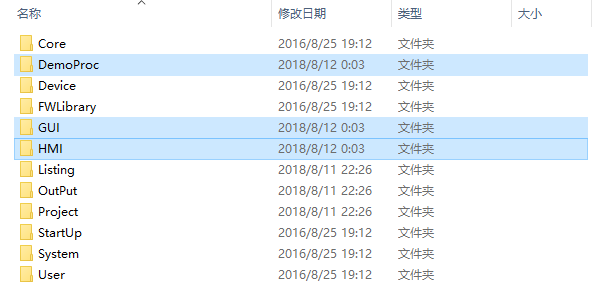 名称 修改日期 类型 大小
Core 2016/8/25 19:12 文件夹
DemoProc 2018/8/12 0:03 文件夹
Device 2016/8/25 19:12 文件夹
FWLibrary 2016/8/25 19:12 文件夹
GUI 2018/8/12 0:03 文件夹
HMI 2018/8/12 0:03 文件夹
Listing 2018/8/11 22:26 文件夹
OutPut 2018/8/11 22:26 文件夹
Project 2018/8/11 22:26 文件夹
StartUp 2016/8/25 19:12 文件夹
System 2016/8/25 19:12 文件夹
User 2016/8/25 19:12 文件夹